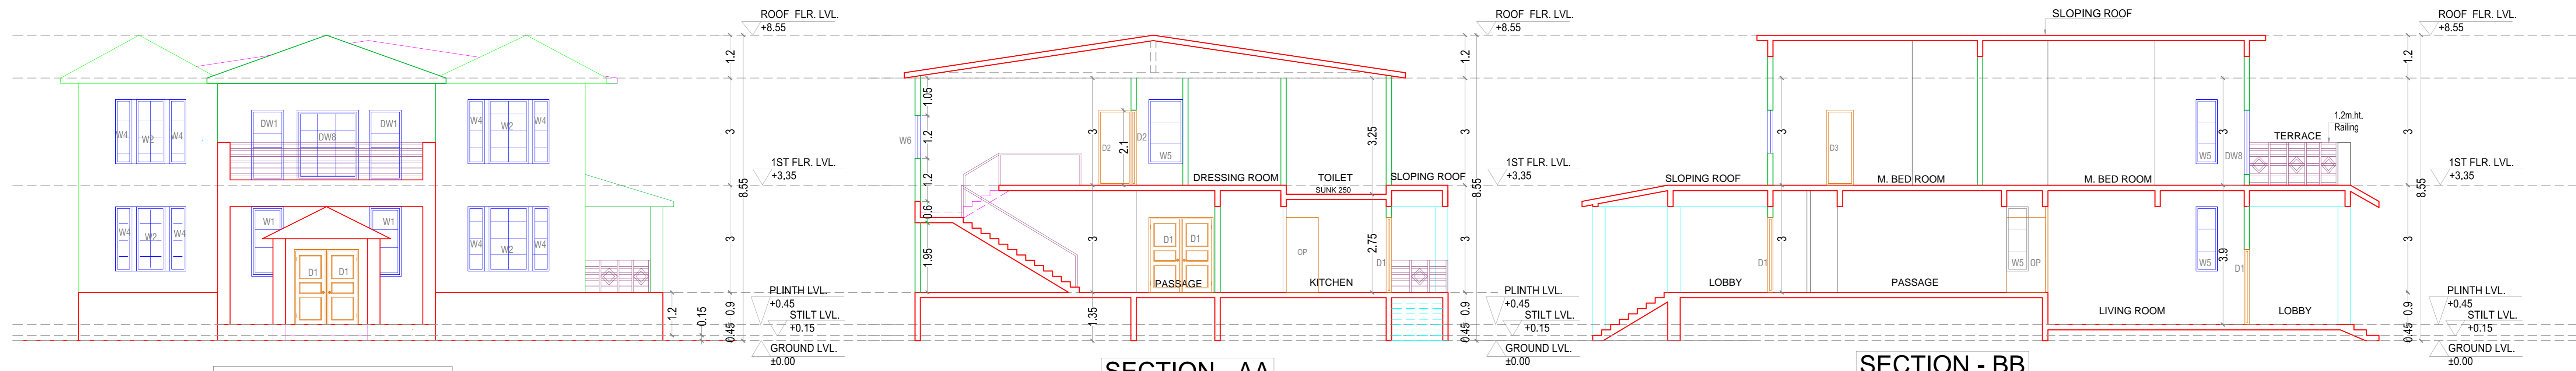 ROOF FLR. LVL.
+8.55
1.2
3
1ST FLR. LVL.
+3.35
8.55
3
PLINTH LVL.
+0.45
0.9
STILT LVL.
+0.15
0.45
GROUND LVL.
±0.00
1.2
0.15
W4
W2
W4
DW1
DW8
DW1
W4
W2
W4
W4
W2
W4
W1
W1
D1
D1
W4
W2
W4
ROOF FLR. LVL.
+8.55
1.2
3
1ST FLR. LVL.
+3.35
8.55
3
PLINTH LVL.
+0.45
0.9
STILT LVL.
+0.15
0.45
GROUND LVL.
±0.00
1.05
W6
1.2
1.2
0.6
1.95
3
D2
2.1
D2
W5
3.25
DRESSING ROOM
TOILET
SUNK 250
SLOPING ROOF
3
D1
D1
OP
2.75
D1
PASSAGE
KITCHEN
1.35
SECTION - AA
SLOPING ROOF
ROOF FLR. LVL.
+8.55
1.2
3
1ST FLR. LVL.
+3.35
8.55
3
PLINTH LVL.
+0.45
0.9
STILT LVL.
+0.15
0.45
GROUND LVL.
±0.00
1.2m.ht.
Railing
TERRACE
3
D3
W5
3
DW8
SLOPING ROOF
M. BED ROOM
M. BED ROOM
D1
3
W5
OP
W5
3.9
D1
LOBBY
PASSAGE
LIVING ROOM
LOBBY
SECTION - BB